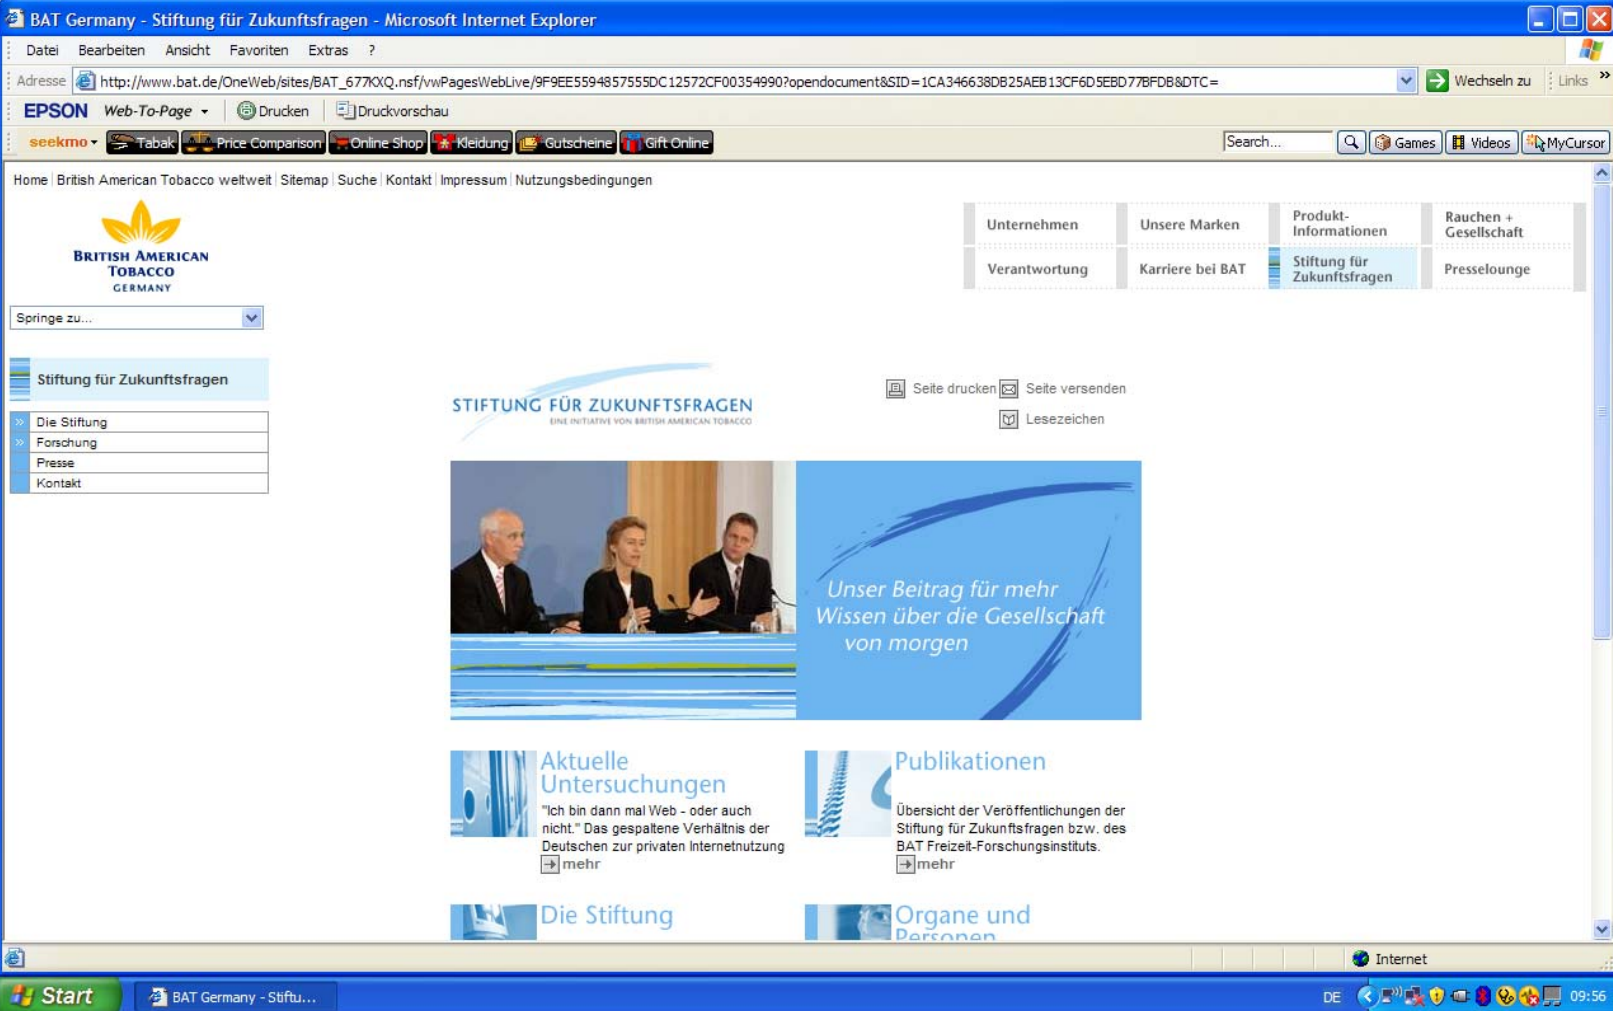 BAT Germany - Stiftung für Zukunftsfragen - Microsoft Internet Explorer
Datei Bearbeiten Ansicht Favoriten Extras ?
Adresse http://www.bat.de/OneWeb/sites/BAT_677KXQ.nsf/vwPagesWebLive/9F9EE5594857555DC12572CF00354990?opendocument&SID=1CA346638DB25AEB13CF6D5EBD77BFDB&DTC= Wechseln zu Links »
EPSON Web-To-Page Drucken Druckvorschau
seekmo Tabak Price Comparison Online Shop Kleidung Gutscheine Gift Online Search... Games Videos MyCursor
Home British American Tobacco weltweit Sitemap Suche Kontakt Impressum Nutzungsbedingungen
BRITISH AMERICAN
TOBACCO
GERMANY
Unternehmen
Unsere Marken
Produkt-
Informationen
Rauchen +
Gesellschaft
Verantwortung
Karriere bei BAT
Stiftung für
Zukunftsfragen
Presselounge
Springe zu...
Stiftung für Zukunftsfragen
» Die Stiftung
» Forschung
Presse
Kontakt
STIFTUNG FÜR ZUKUNFTSFRAGEN
EINE INITIATIVE VON BRITISH AMERICAN TOBACCO
Seite drucken Seite versenden
Lesezeichen
Unser Beitrag für mehr
Wissen über die Gesellschaft
von morgen
Aktuelle
Untersuchungen
"Ich bin dann mal Web - oder auch
nicht." Das gespaltene Verhältnis der
Deutschen zur privaten Internetnutzung
mehr
Publikationen
Übersicht der Veröffentlichungen der
Stiftung für Zukunftsfragen bzw. des
BAT Freizeit-Forschungsinstituts.
mehr
Die Stiftung
Organe und
Personen
Internet
Start BAT Germany - Stiftu... DE 09:56